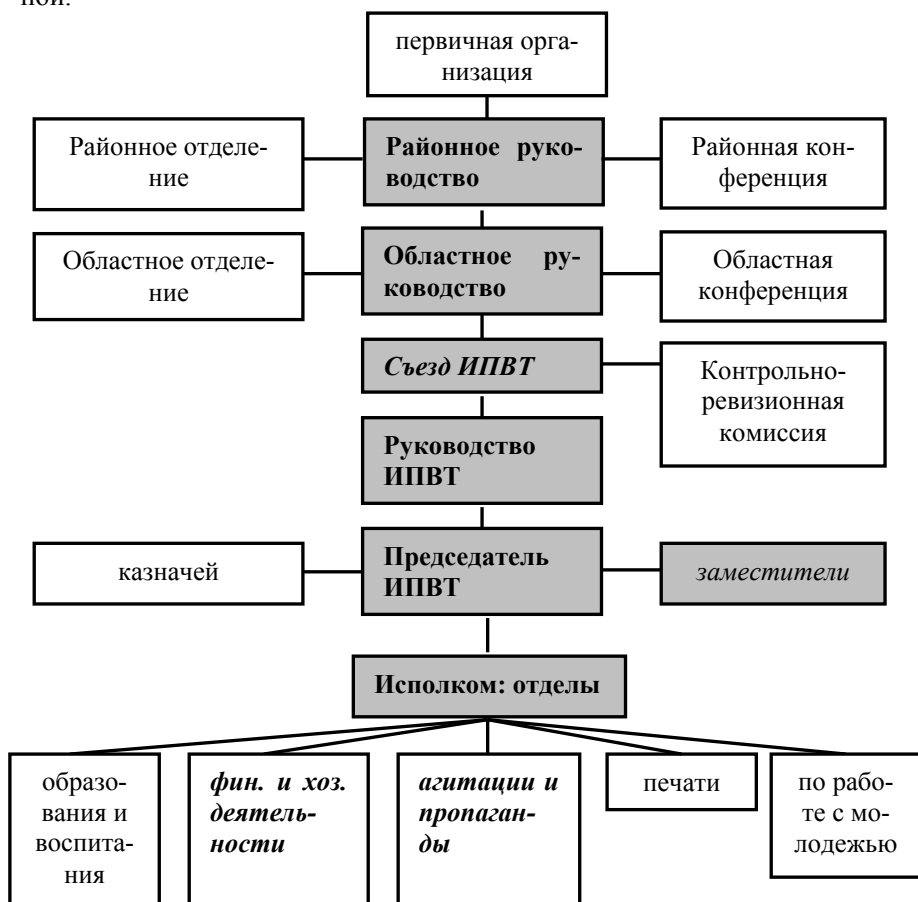 ной.
первичная орга-
низация
Районное отделе-
ние
Районное руко-
водство
Районная кон-
ференция
Областное отделе-
ние
Областное ру-
ководство
Областная
конференция
Съезд ИПВТ
Контрольно-
ревизионная
комиссия
Руководство
ИПВТ
казначей
Председатель
ИПВТ
заместители
Исполком: отделы
образо-
вания и
воспита-
ния
фин. и хоз.
деятель-
ности
агитации и
пропаган-
ды
печати
по рабо-
те с мо-
лодежью